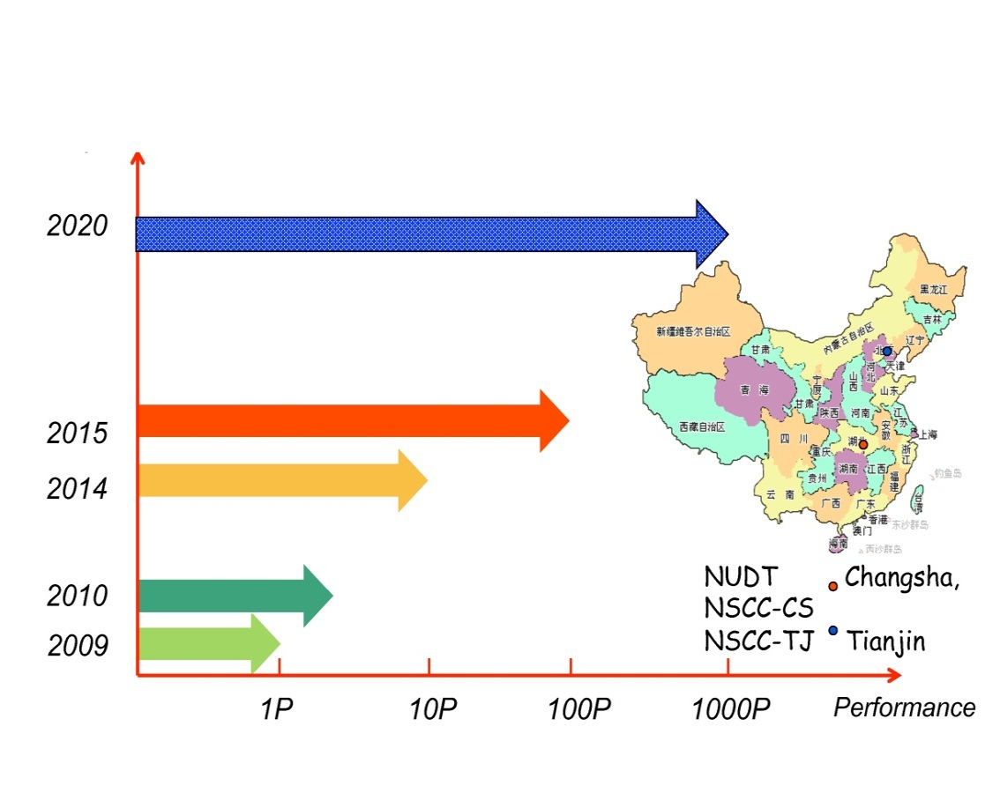 2020
2015
2014
2010
2009
1P 10P 100P 1000P Performance
黑龙江
吉林
辽宁
新疆维吾尔自治区
内蒙古自治区
甘肃
北
天津
河北
山西
宁夏
山东
青 海
甘肃
陕西
河南
江苏
西藏自治区
四 川
安徽
上海
湖北
重庆
浙江
湖南
江西
贵州
福建
钓鱼岛
云 南
广西
广东
台湾
香港
澳门
东沙群岛
海南
西沙群岛
NUDT Changsha,
NSCC-CS
NSCC-TJ Tianjin